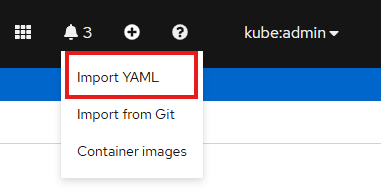 3
kube:admin
Import YAML
Import from Git
Container images